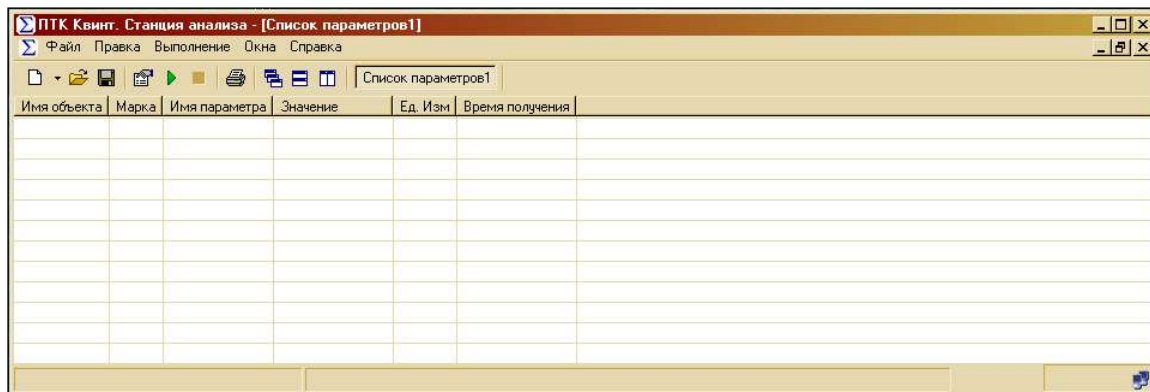 ПТК Квинт. Станция анализа - [Список параметров1]
Файл Правка Выполнение Окна Справка
Список параметров1
Имя объекта Марка Имя параметра Значение Ед. Изм Время получения